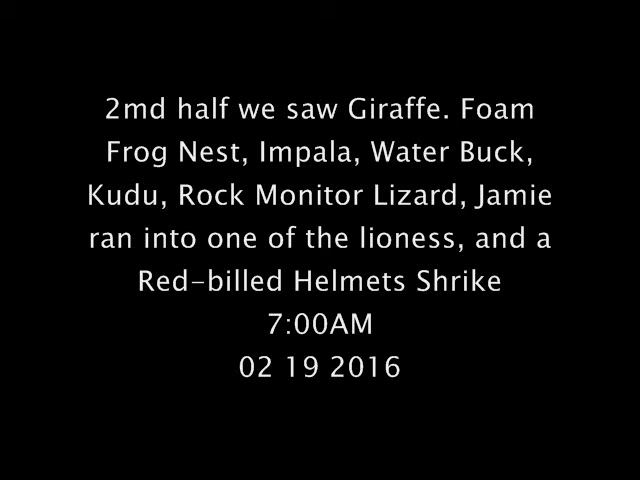 2md half we saw Giraffe. Foam
Frog Nest, Impala, Water Buck,
Kudu, Rock Monitor Lizard, Jamie
ran into one of the lioness, and a
Red-billed Helmets Shrike
7:00AM
02 19 2016